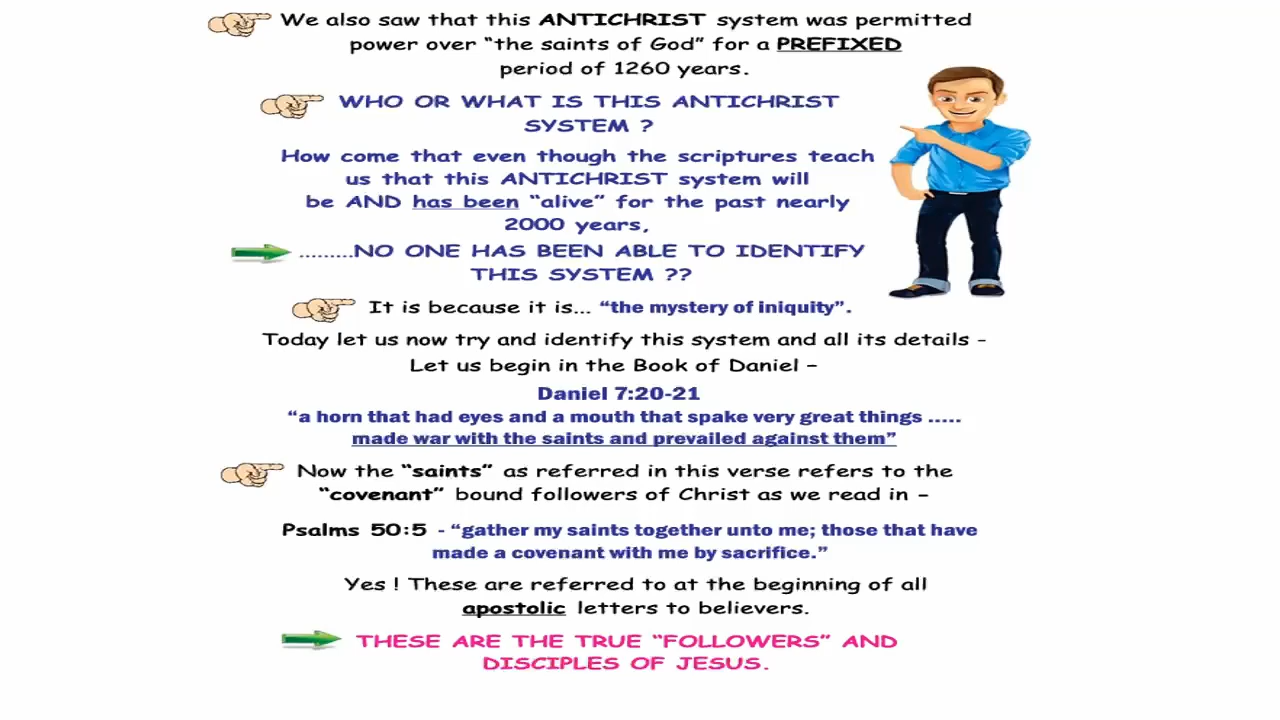 We also saw that this ANTICHRIST system was permitted
power over “the saints of God” for a PREFIXED
period of 1260 years.
WHO OR WHAT IS THIS ANTICHRIST
SYSTEM ?
How come that even though the scriptures teach
us that this ANTICHRIST system will
be AND has been “alive” for the past nearly
2000 years,
.........NO ONE HAS BEEN ABLE TO IDENTIFY
THIS SYSTEM ??
It is because it is... “the mystery of iniquity”.
Today let us now try and identify this system and all its details -
Let us begin in the Book of Daniel –
Daniel 7:20-21
“a horn that had eyes and a mouth that spake very great things .....
made war with the saints and prevailed against them”
Now the “saints” as referred in this verse refers to the
“covenant” bound followers of Christ as we read in –
Psalms 50:5 - “gather my saints together unto me; those that have
made a covenant with me by sacrifice.”
Yes ! These are referred to at the beginning of all
apostolic letters to believers.
THESE ARE THE TRUE “FOLLOWERS” AND
DISCIPLES OF JESUS.